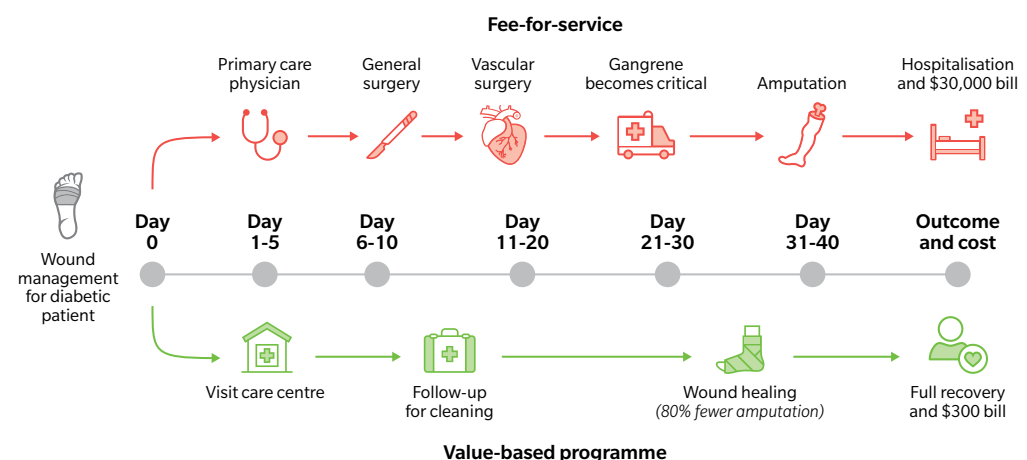 Fee-for-service
Primary care
physician
General
surgery
Vascular
surgery
Gangrene
becomes critical
Amputation
Hospitalisation
and $30,000 bill
Wound
management
for diabetic
patient
Day
0
Day
1-5
Day
6-10
Day
11-20
Day
21-30
Day
31-40
Outcome
and cost
Visit care centre
Follow-up
for cleaning
Wound healing
(80% fewer amputation)
Full recovery
and $300 bill
Value-based programme